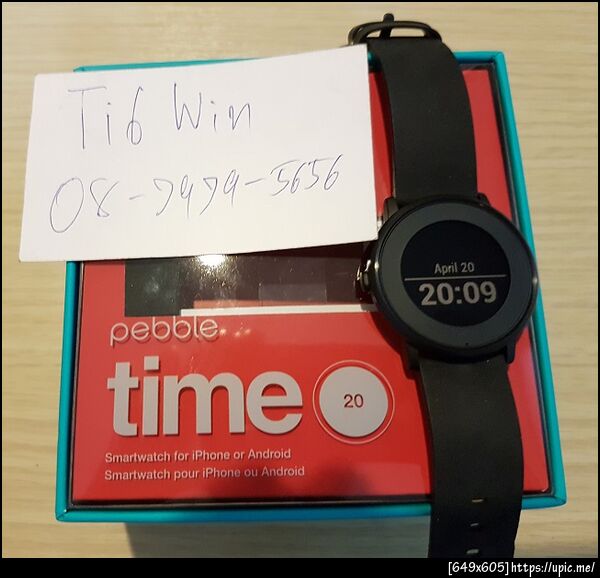 Tib Win
08-7979-5656
April 20
20:09
pebble
time
20
Smartwatch for iPhone or Android
Smartwatch pour iPhone ou Android
[649x605]https://upic.me/